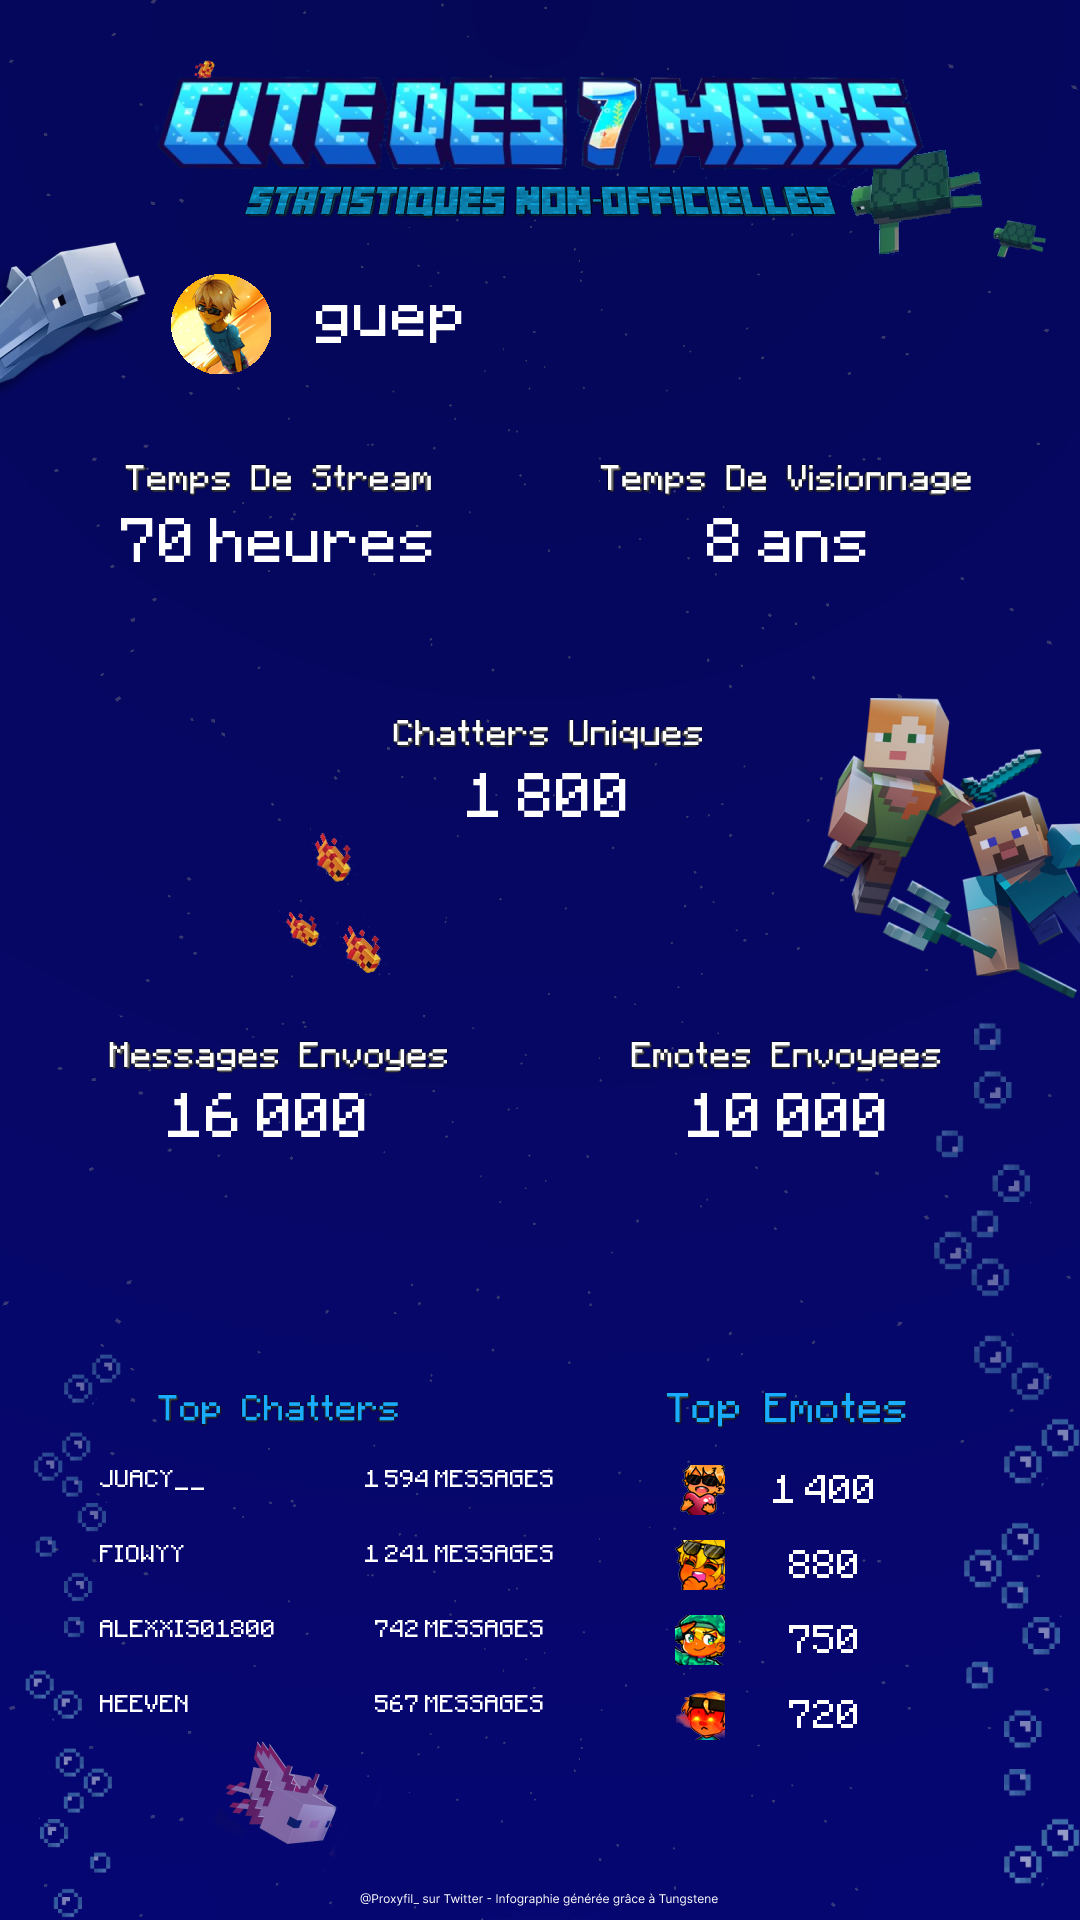 CITE DES 7 MERS
STATISTIQUES NON-OFFICIELLES
guep
Temps De Stream
70 heures
Temps De Visionnage
8 ans
Chatters Uniques
1 800
Messages Envoyes
16 000
Emotes Envoyees
10 000
Top Chatters
JUACY__ 1 594 MESSAGES
FIOWYY 1 241 MESSAGES
ALEXXIS01800 742 MESSAGES
HEEVEN 567 MESSAGES
Top Emotes
1 400
880
750
720
@Proxyfil_ sur Twitter - Infographie générée grâce à Tungstene